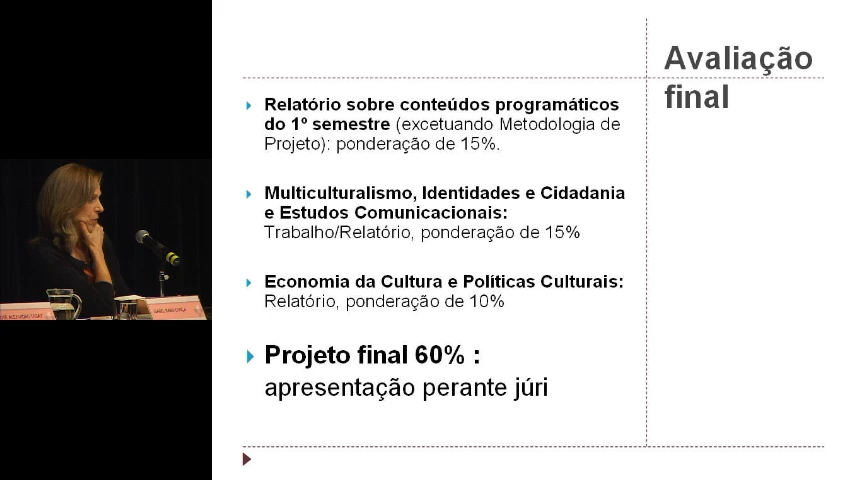 Avaliação
final
Relatório sobre conteúdos programáticos
do 1º semestre (excetuando Metodologia de
Projeto): ponderação de 15%.
Multiculturalismo, Identidades e Cidadania
e Estudos Comunicacionais:
Trabalho/Relatório, ponderação de 15%
Economia da Cultura e Políticas Culturais:
Relatório, ponderação de 10%
Projeto final 60% :
apresentação perante júri